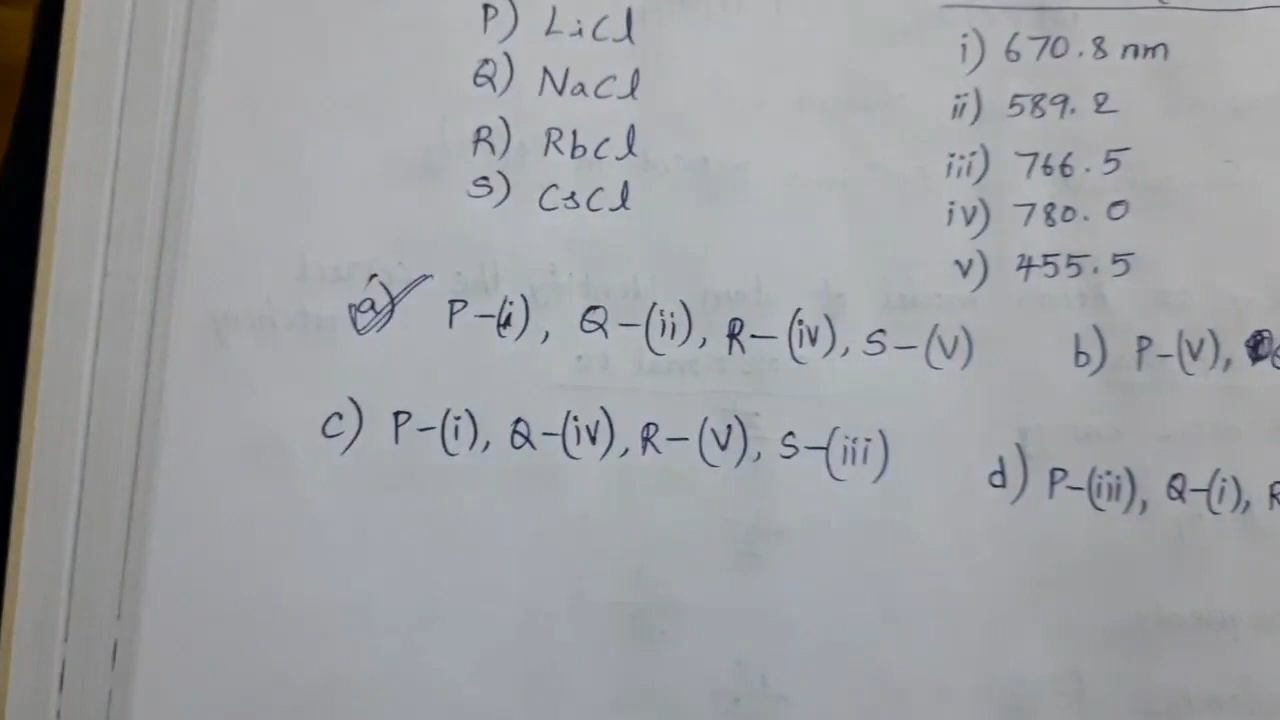 P) LiCl
Q) NaCl
R) RbCl
S) CsCl
i) 670.8 nm
ii) 589.2
iii) 766.5
iv) 780.0
v) 455.5
a) P-(i), Q-(ii), R-(iv), S-(V)
b) P-(V),
c) P-(i), Q-(iv), R-(V), S-(iii)
d) P-(iii), Q-(i), R